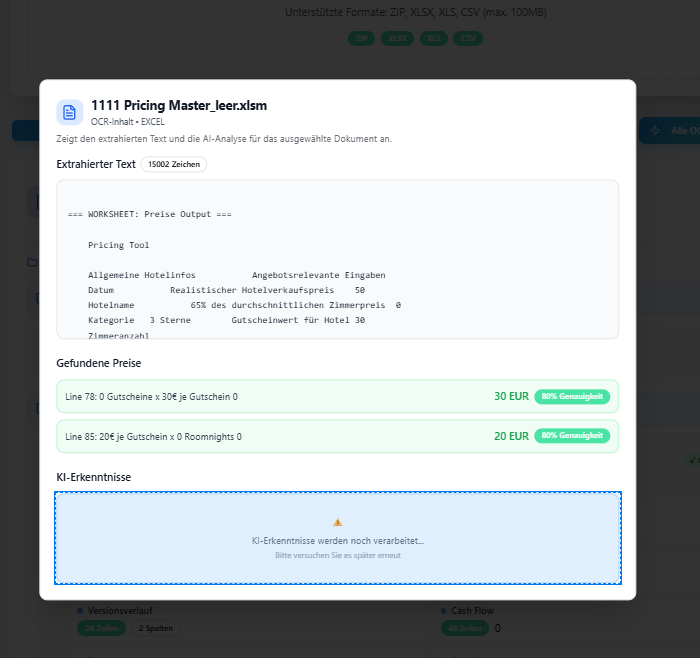 Unterstützte Formate: ZIP, XLSX, XLS, CSV (max. 100MB)
ZIP XLSX XLS CSV
1111 Pricing Master_leer.xlsm
OCR-Inhalt • EXCEL
Zeigt den extrahierten Text und die AI-Analyse für das ausgewählte Dokument an.
Alle OC
Extrahierter Text 15002 Zeichen
=== WORKSHEET: Preise Output ===
Pricing Tool
Allgemeine Hotelinfos Angebotsrelevante Eingaben
Datum Realistischer Hotelverkaufspreis 50
Hotelname 65% des durchschnittlichen Zimmerpreis 0
Kategorie 3 Sterne Gutscheinwert für Hotel 30
Zimmeranzahl
Gefundene Preise
Line 78: 0 Gutscheine x 30€ je Gutschein 0 30 EUR 80% Genauigkeit
Line 85: 20€ je Gutschein x 0 Roomnights 0 20 EUR 80% Genauigkeit
KI-Erkenntnisse
KI-Erkenntnisse werden noch verarbeitet...
Bitte versuchen Sie es später erneut
Versionsverlauf Cash Flow
34 Zeilen 2 Spalten 45 Zeilen 0